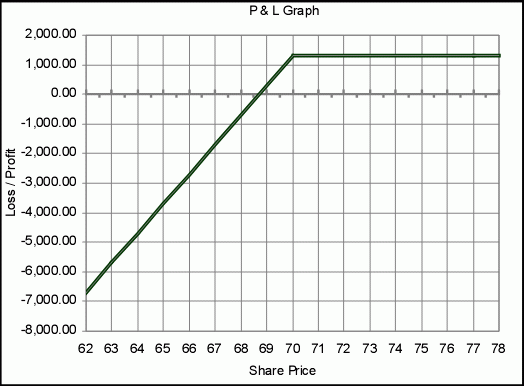 P & L Graph
2,000.00
1,000.00
0.00
-1,000.00
-2,000.00
-3,000.00
-4,000.00
-5,000.00
-6,000.00
-7,000.00
-8,000.00
Loss / Profit
62 63 64 65 66 67 68 69 70 71 72 73 74 75 76 77 78
Share Price